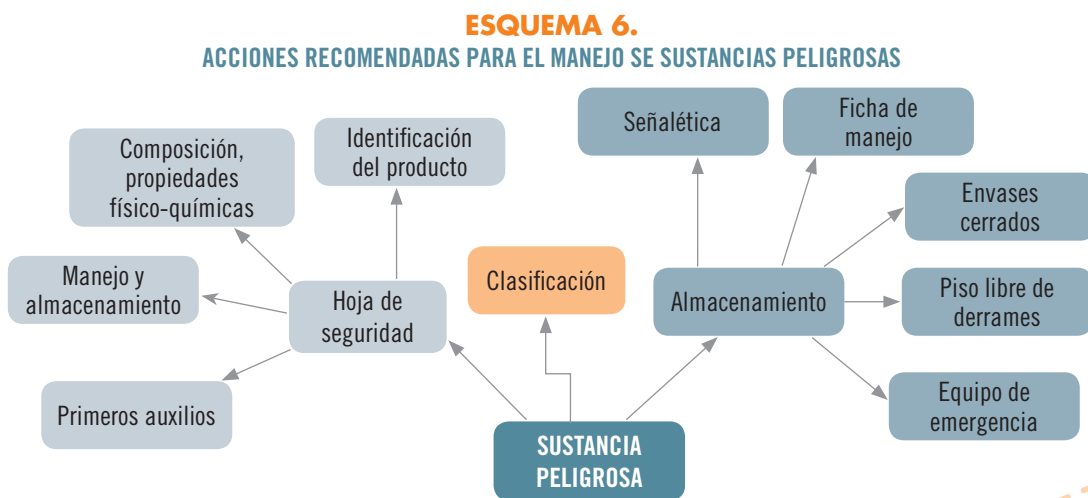 ESQUEMA 6.
ACCIONES RECOMENDADAS PARA EL MANEJO SE SUSTANCIAS PELIGROSAS
Composición,
propiedades
físico-químicas
Identificación
del producto
Manejo y
almacenamiento
Hoja de
seguridad
Primeros auxilios
Clasificación
Señalética
Ficha de
manejo
Envases
cerrados
Almacenamiento
Piso libre de
derrames
Equipo de
emergencia
SUSTANCIA
PELIGROSA